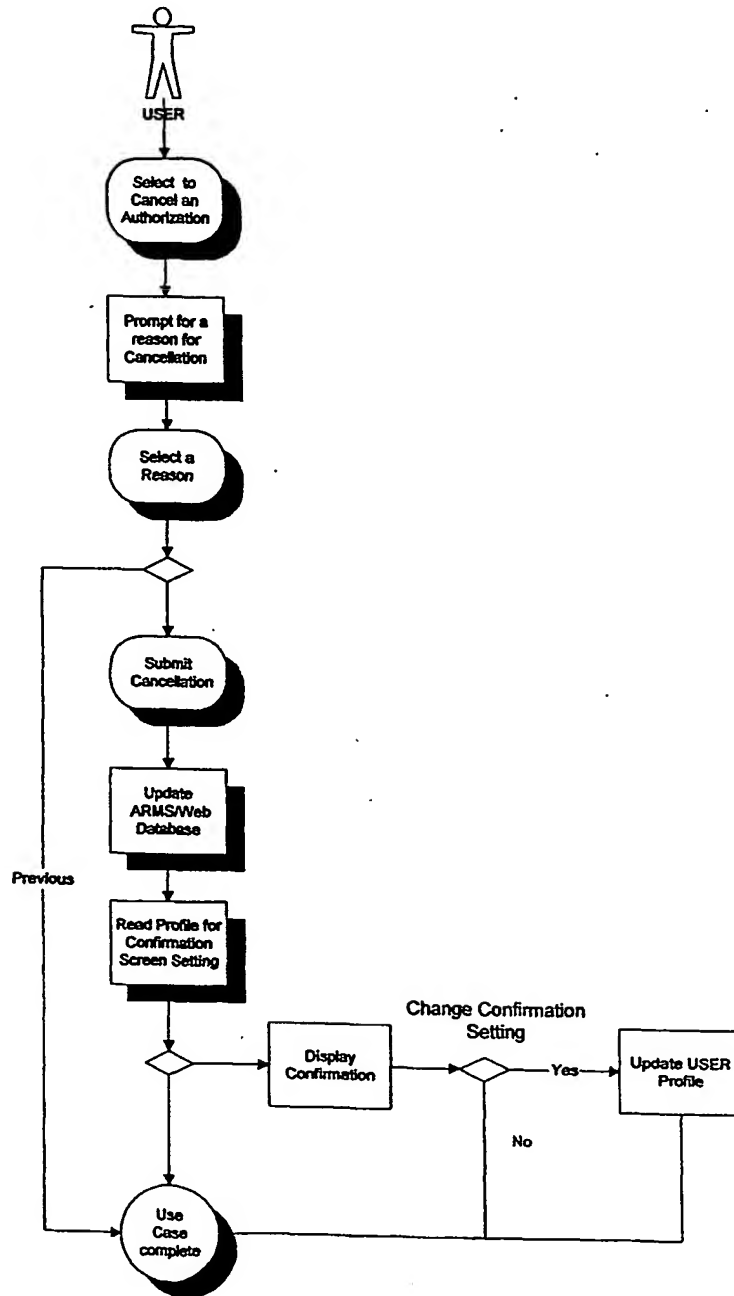 USER
Select to
Cancel an
Authorization
Prompt for a
reason for
Cancellation
Select a
Reason
Submit
Cancellation
Update
ARMS/Web
Database
Previous
Read Profile for
Confirmation
Screen Setting
Change Confirmation
Setting
Display
Confirmation
Yes
Update USER
Profile
No
Use
Case
complete